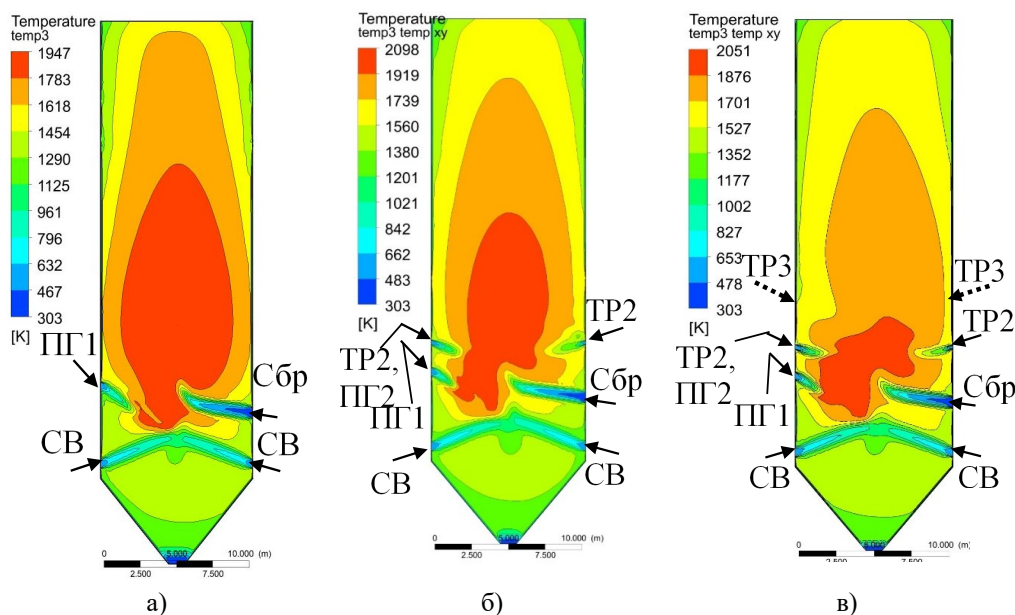 Temperature
temp3
1947
1783
1618
1454
1290
1125
961
796
632
467
303
[K]
ПГ1
Сбр
СВ
СВ
0
5.000
10.000
(m)
2.500
7.500
а)
Temperature
temp3 temp xy
2098
1919
1739
1560
1380
1201
1021
842
662
483
303
[K]
ТР2
ТР2,
ПГ2
ПГ1
Сбр
СВ
СВ
0
5.000
10.000
(m)
2.500
7.500
б)
Temperature
temp3 temp xy
2051
1876
1701
1527
1352
1177
1002
827
653
478
303
[K]
ТР3
ТР3
ТР2
ТР2,
ПГ2
ПГ1
Сбр
СВ
СВ
0
5.000
10.000
(m)
2.500
7.500
в)